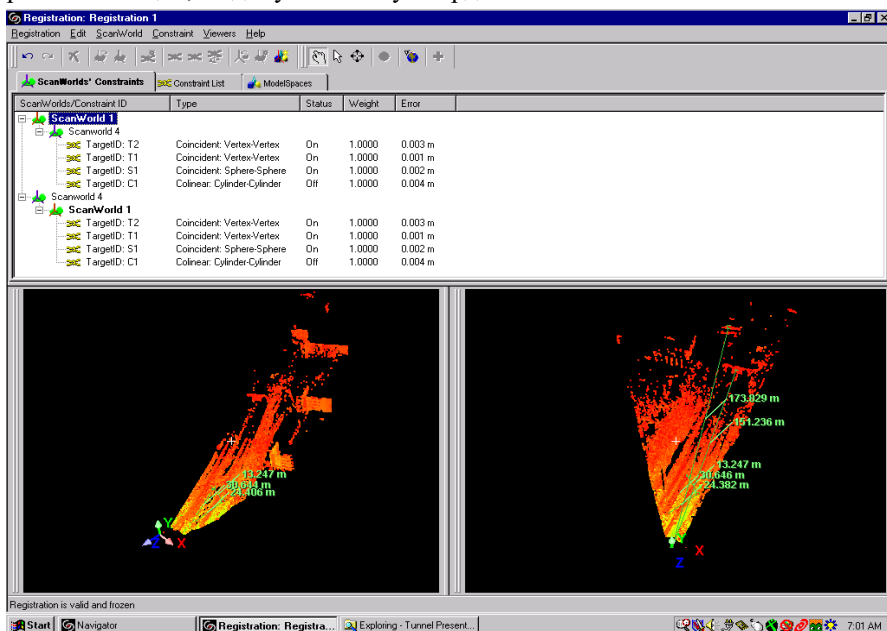 Registration: Registration 1
Registration Edit ScanWorld Constraint Viewers Help
ScanWorlds' Constraints Constraint List ModelSpaces
ScanWorlds/Constraint ID Type Status Weight Error
ScanWorld 1
Scanworld 4
TargetID: T2 Coincident: Vertex-Vertex On 1.0000 0.003 m
TargetID: T1 Coincident: Vertex-Vertex On 1.0000 0.001 m
TargetID: S1 Coincident: Sphere-Sphere On 1.0000 0.002 m
TargetID: C1 Colinear: Cylinder-Cylinder Off 1.0000 0.004 m
Scanworld 4
ScanWorld 1
TargetID: T2 Coincident: Vertex-Vertex On 1.0000 0.003 m
TargetID: T1 Coincident: Vertex-Vertex On 1.0000 0.001 m
TargetID: S1 Coincident: Sphere-Sphere On 1.0000 0.002 m
TargetID: C1 Colinear: Cylinder-Cylinder Off 1.0000 0.004 m
13.247 m
30.644 m
24.406 m
Y
Z X
173.829 m
151.236 m
13.247 m
30.646 m
24.382 m
X
Z
Registration is valid and frozen
Start Navigator Registration: Registra... Exploring - Tunnel Present... 7:01 AM